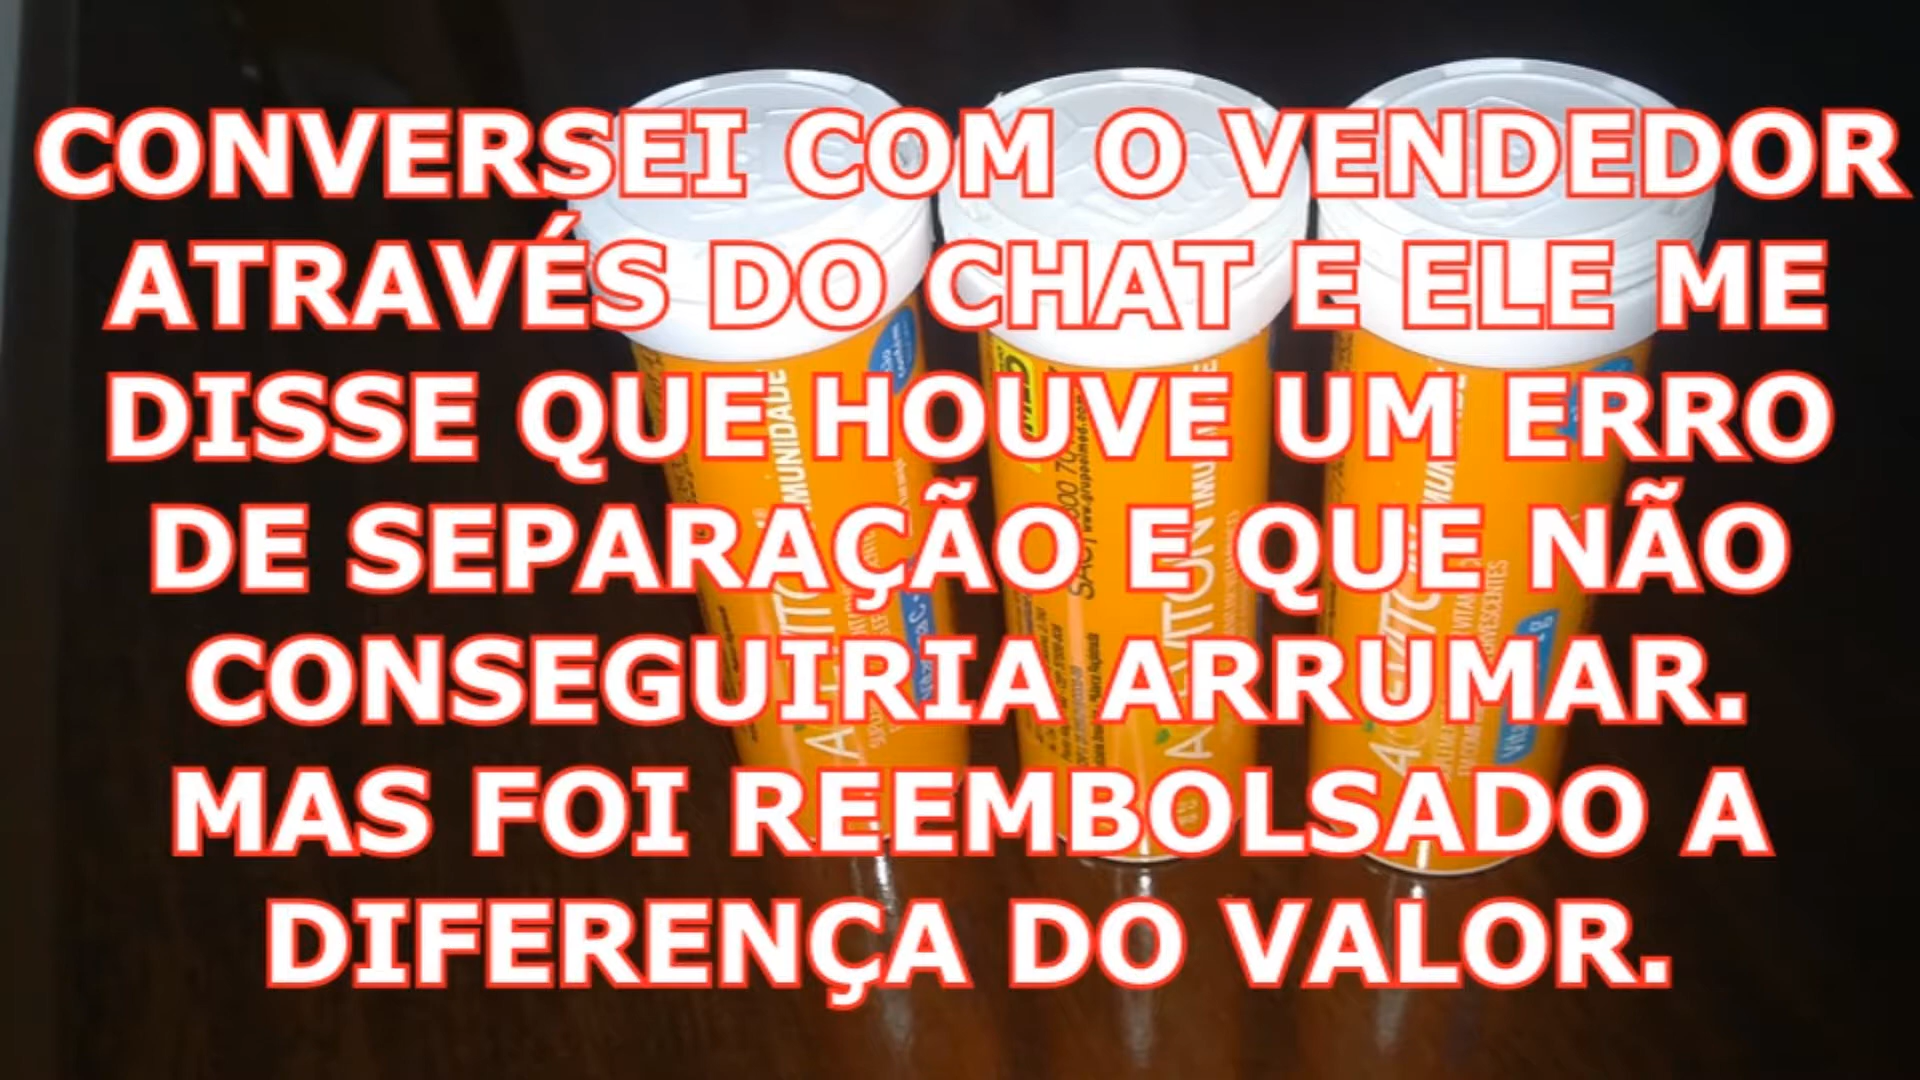 CONVERSEI COM O VENDEDOR
ATRAVÉS DO CHAT E ELE ME
DISSE QUE HOUVE UM ERRO
DE SEPARAÇÃO E QUE NÃO
CONSEGUIRIA ARRUMAR.
MAS FOI REEMBOLSADO A
DIFERENÇA DO VALOR.
IMUNIDADE